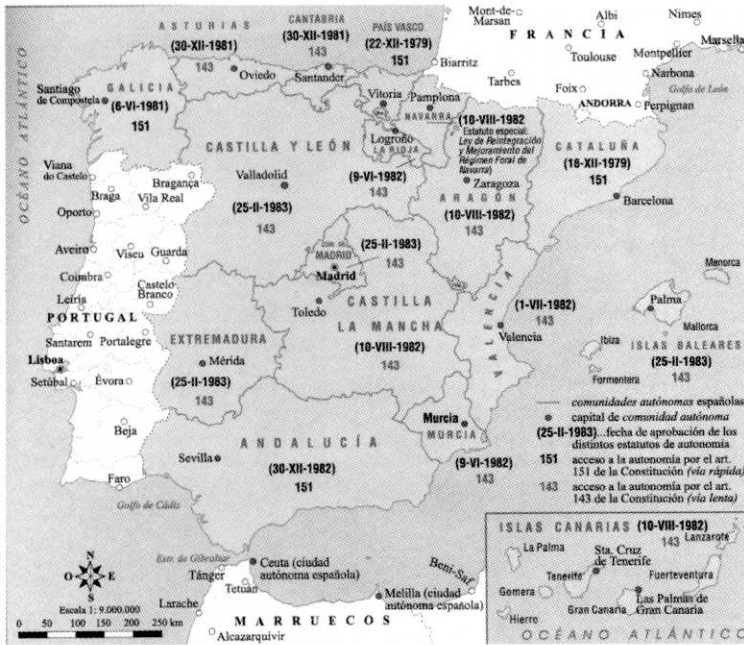 OCÉANO ATLÁNTICO
ASTURIAS
(30-XII-1981)
143
Oviedo
CANTABRIA
(30-XII-1981)
143
Santander
PAÍS VASCO
(22-XII-1979)
151
Vitoria
Mont-de-
Marsan
Albi
Nimes
FRANCIA
Toulouse
Montpellier
Marsella
Biarritz
Tarbes
Foix
Narbona
Golfo de León
ANDORRA
Perpignan
Santiago
de Compostela
GALICIA
(6-VI-1981)
151
Pamplona
NAVARRA
(10-VIII-1982
Estatuto especial:
Ley de Reintegración
y Mejoramiento del
Régimen Foral de
Navarra)
Logroño
LA RIOJA
(9-VI-1982)
143
CASTILLA Y LEÓN
Valladolid
(25-II-1983)
143
Zaragoza
ARAGÓN
(10-VIII-1982)
143
CATALUÑA
(18-XII-1979)
151
Barcelona
Viana
do Castelo
Bragança
Braga
Vila Real
Oporto
Aveiro
Viseu
Guarda
Coimbra
Castelo
Branco
Leiría
PORTUGAL
Santarem
Portalegre
Lisboa
Setúbal
Évora
Beja
Faro
COM. DE
MADRID
(25-II-1983)
143
Madrid
Toledo
CASTILLA
LA MANCHA
(10-VIII-1982)
143
EXTREMADURA
Mérida
(25-II-1983)
143
VALENCIA
(1-VII-1982)
143
Valencia
Menorca
Palma
Mallorca
Ibiza
Formentera
ISLAS BALEARES
(25-II-1983)
143
Murcia
MURCIA
(9-VI-1982)
143
ANDALUCÍA
Sevilla
(30-XII-1982)
151
Golfo de Cádiz
Estr. de Gibraltar
Ceuta (ciudad
autónoma española)
Tánger
Tetuán
Melilla (ciudad
autónoma española)
Beni-Saf
Larache
MARRUECOS
Alcazarquivir
N
O E
S
Escala 1: 9.000.000
0 50 100 150 200 250 km
comunidades autónomas españolas
capital de comunidad autónoma
(25-II-1983)...fecha de aprobación de los
distintos estatutos de autonomía
151 acceso a la autonomía por el art.
151 de la Constitución (vía rápida)
143 acceso a la autonomía por el art.
143 de la Constitución (vía lenta)
ISLAS CANARIAS (10-VIII-1982)
143
Lanzarote
La Palma
Sta. Cruz
de Tenerife
Tenerife
Fuerteventura
Gomera
Las Palmas de
Gran Canaria
Gran Canaria
Hierro
OCÉANO ATLÁNTICO